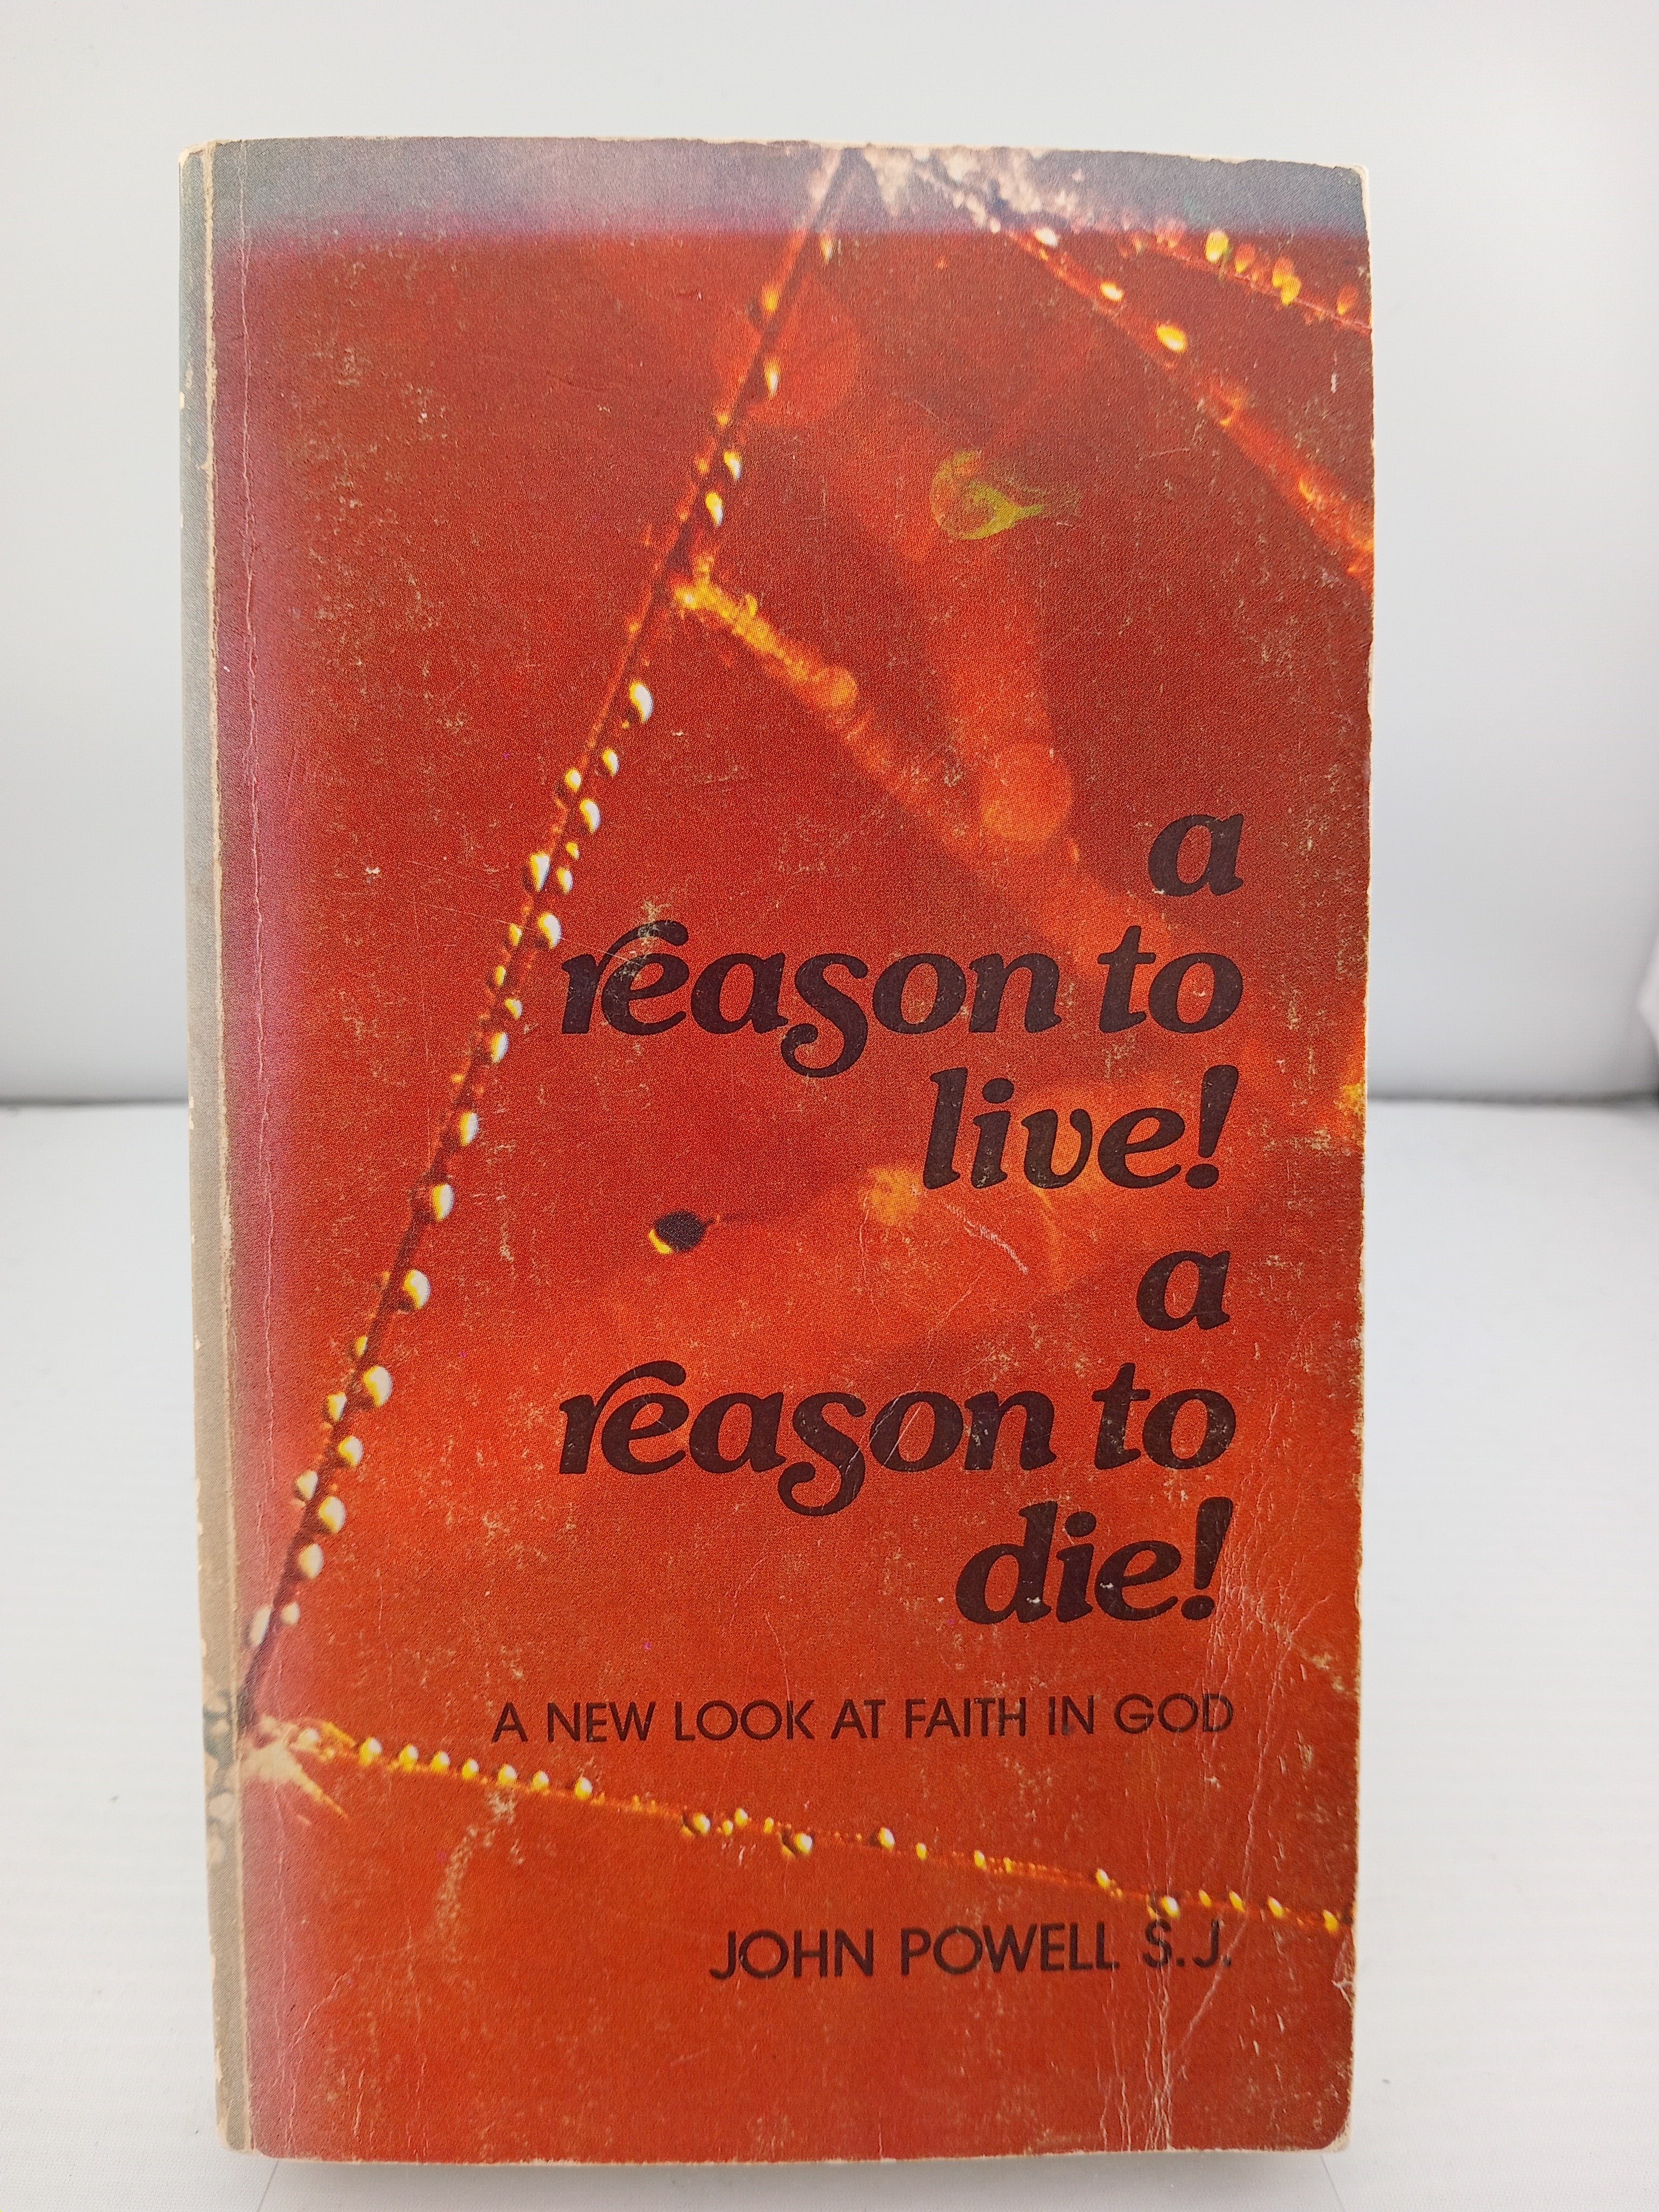 a
reason to
live!
a
reason to
die!
A NEW LOOK AT FAITH IN GOD
JOHN POWELL S.J.